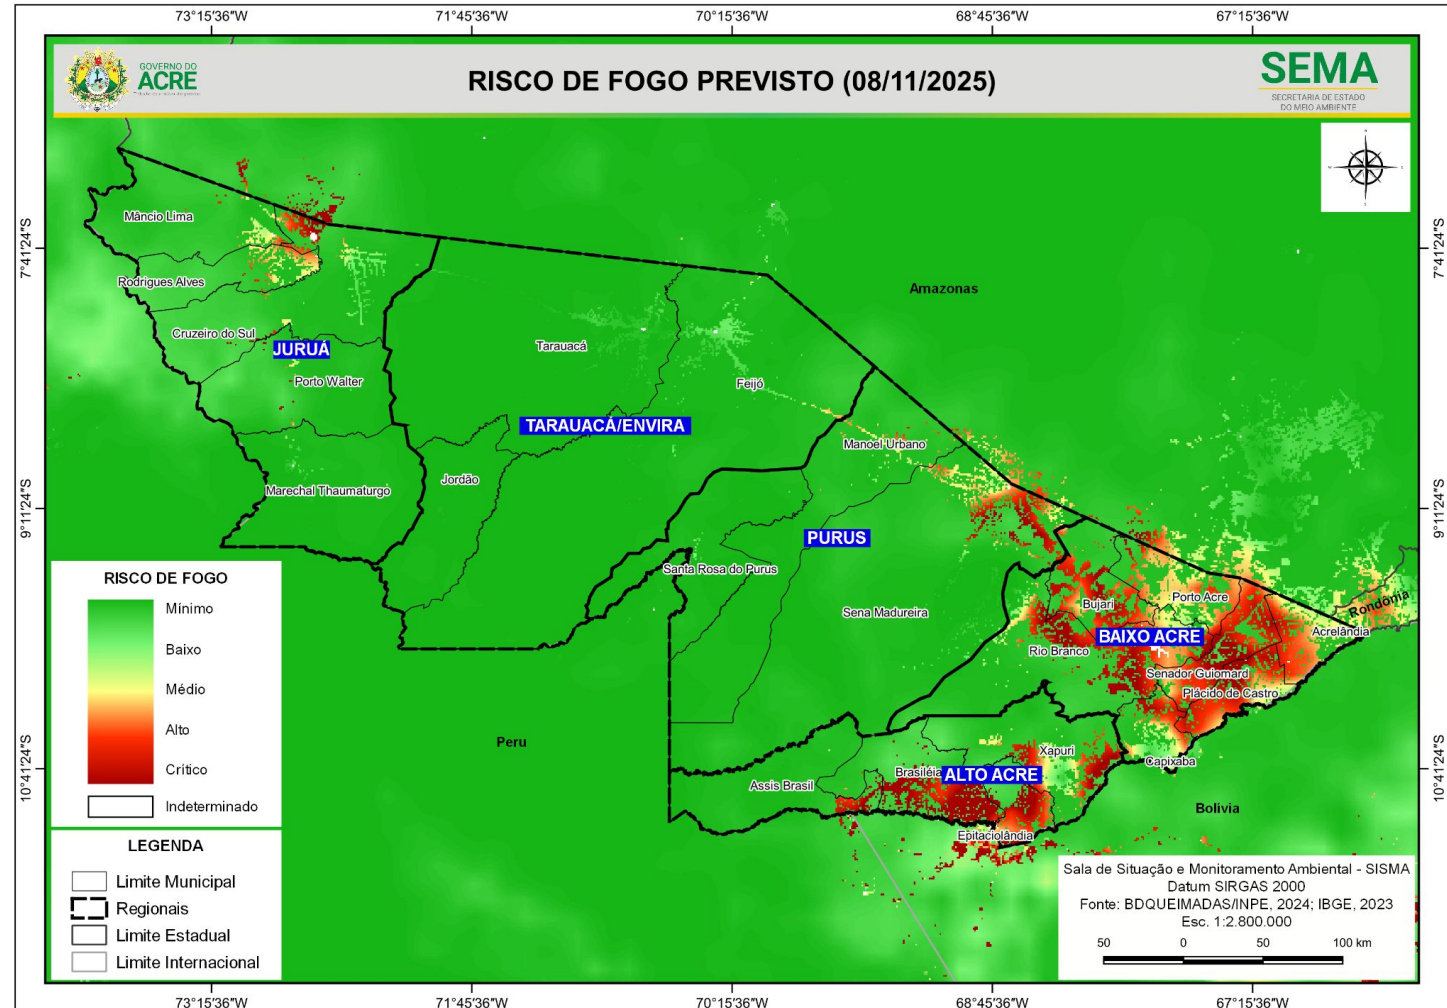 73°15'36"W 71°45'36"W 70°15'36"W 68°45'36"W 67°15'36"W
GOVERNO DO
ACRE
RISCO DE FOGO PREVISTO (08/11/2025)
SEMA
SECRETARIA DE ESTADO
DO MEIO AMBIENTE
7°41'24"S
7°41'24"S
Mâncio Lima
Rodrigues Alves
Amazonas
Cruzeiro do Sul
JURUÁ
Tarauacá
Porto Walter
Feijó
TARAUACÁ/ENVIRA
Manoel Urbano
Jordão
Marechal Thaumaturgo
9°11'24"S
9°11'24"S
PURUS
Santa Rosa do Purus
Sena Madureira
Bujari
Porto Acre
Rondônia
Acrelândia
BAIXO ACRE
Rio Branco
Senador Guiomard
Plácido de Castro
RISCO DE FOGO
Mínimo
Baixo
Médio
Alto
Crítico
Indeterminado
Peru
Xapuri
Capixaba
10°41'24"S
10°41'24"S
Brasiléia
ALTO ACRE
Assis Brasil
Bolivia
Epitaciolândia
LEGENDA
Limite Municipal
Regionais
Limite Estadual
Limite Internacional
Sala de Situação e Monitoramento Ambiental - SISMA
Datum SIRGAS 2000
Fonte: BDQUEIMADAS/INPE, 2024; IBGE, 2023
Esc. 1:2.800.000
50 0 50 100 km
73°15'36"W 71°45'36"W 70°15'36"W 68°45'36"W 67°15'36"W